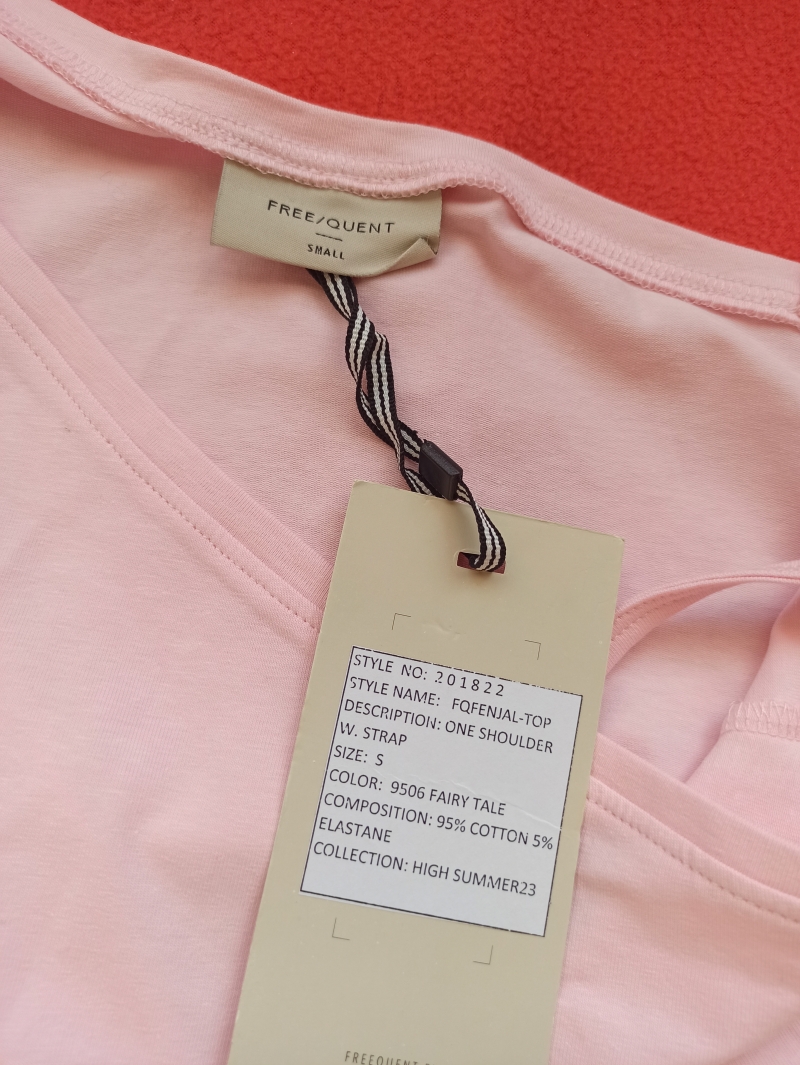 FREE/QUENT
SMALL
STYLE NO: 201822
STYLE NAME: FQFENJAL-TOP
DESCRIPTION: ONE SHOULDER
W. STRAP
SIZE: S
COLOR: 9506 FAIRY TALE
COMPOSITION: 95% COTTON 5%
ELASTANE
COLLECTION: HIGH SUMMER23
FREEQUENT